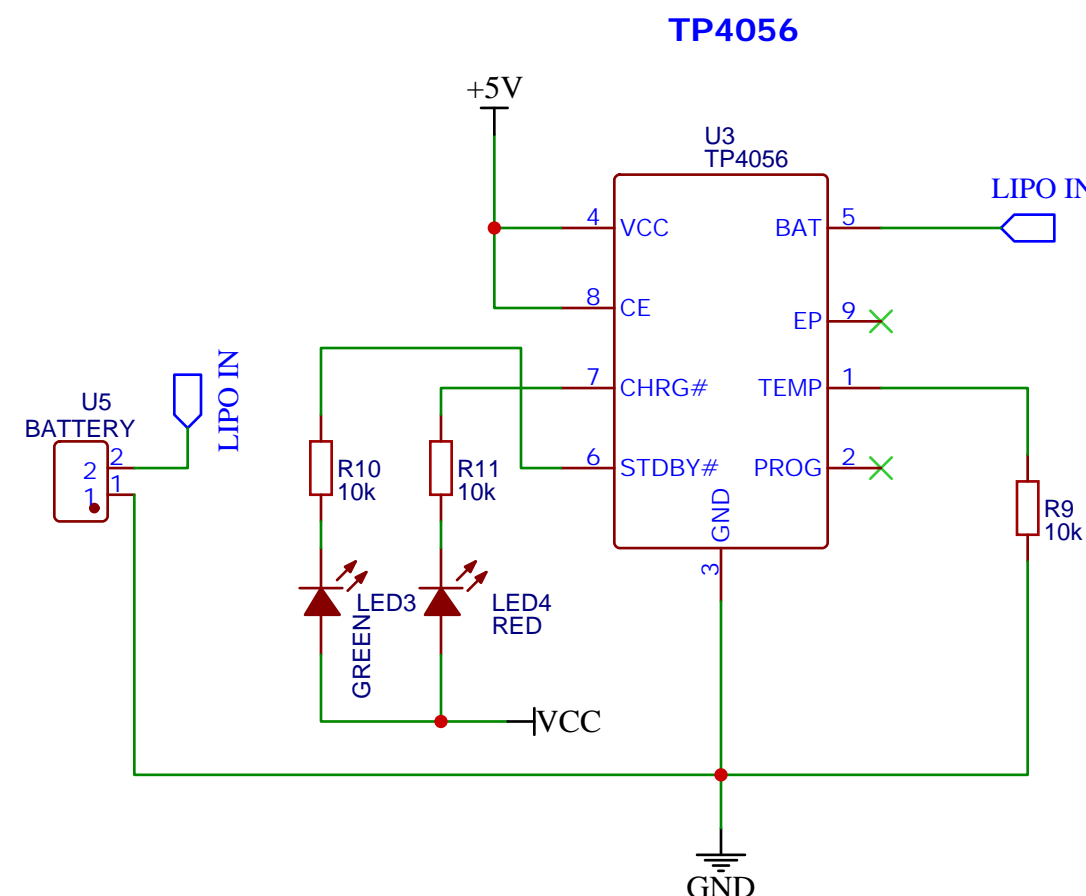 TP4056
+5V
U3
TP4056
LIPO IN
4
VCC
BAT
5
8
CE
EP
9
7
CHRG#
TEMP
1
6
STDBY#
PROG
2
GND
3
LIPO IN
U5
BATTERY
2
2
1
1
R10
10k
R11
10k
R9
10k
LED3
GREEN
LED4
RED
VCC
GND